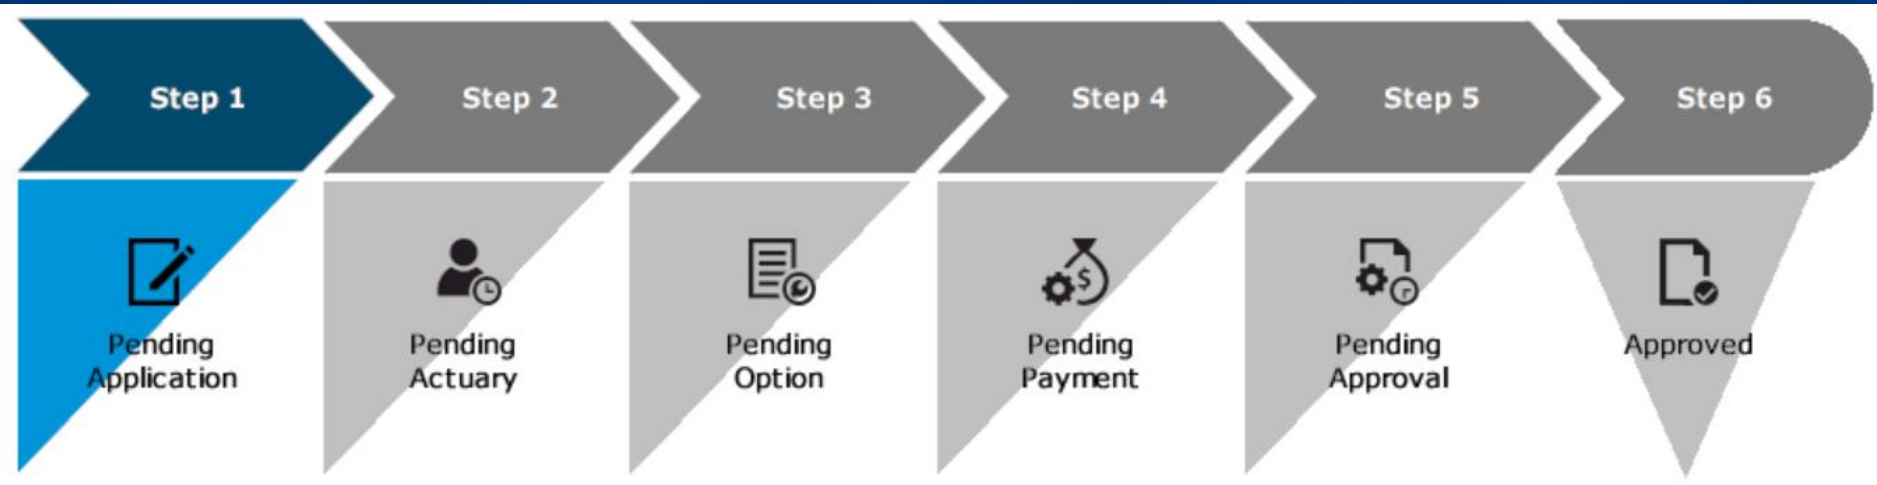 Step 1
Step 2
Step 3
Step 4
Step 5
Step 6
Pending
Application
Pending
Actuary
Pending
Option
$
Pending
Payment
Pending
Approval
Approved